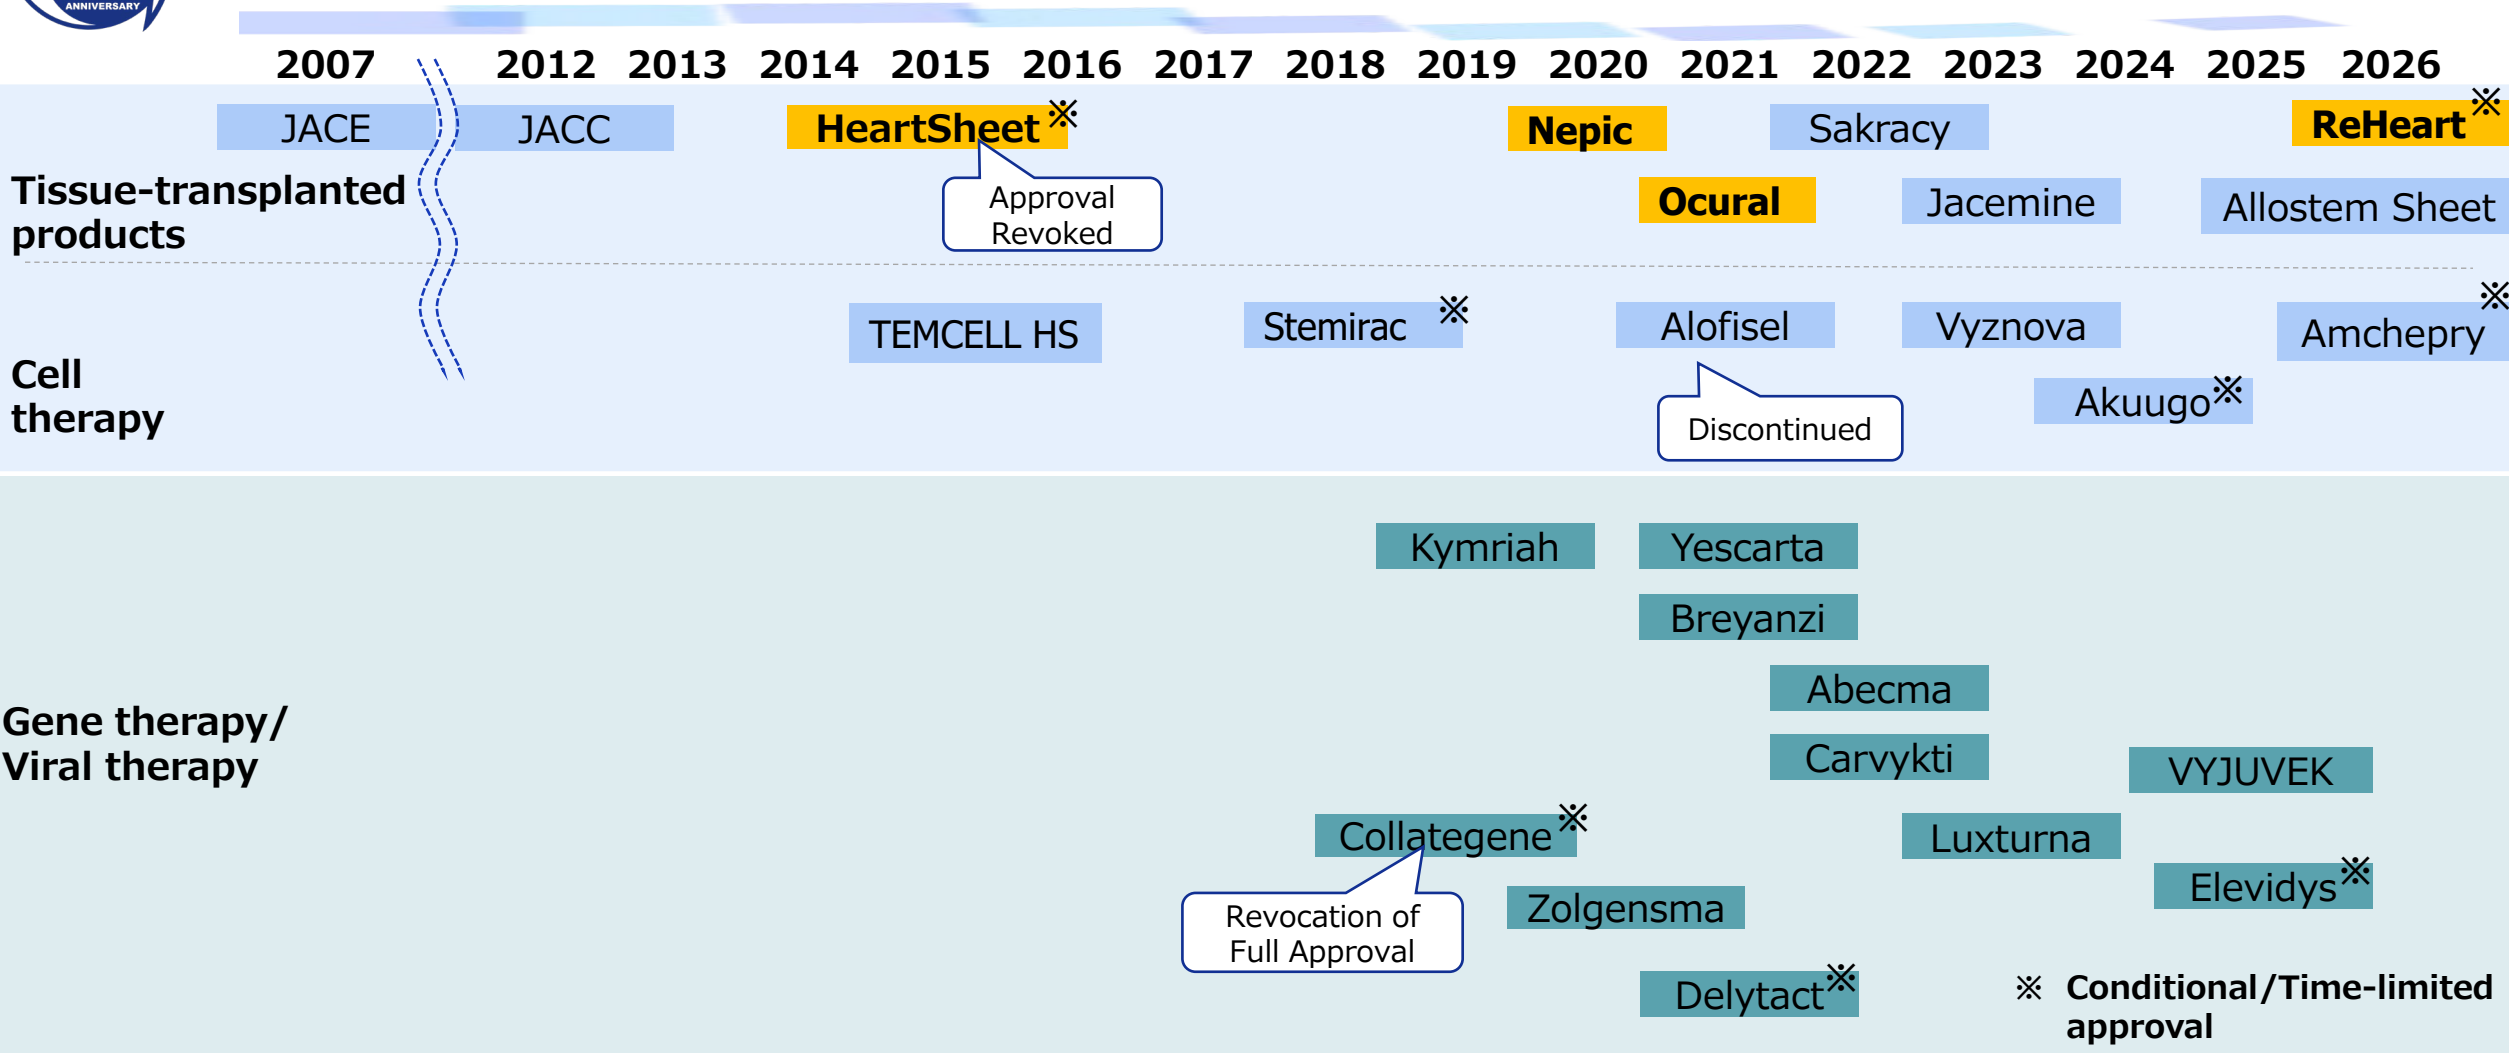 ANNIVERSARY
2007 2012 2013 2014 2015 2016 2017 2018 2019 2020 2021 2022 2023 2024 2025 2026
JACE JACC HeartSheet※ Nepic Sakracy ReHeart※
Approval
Revoked
Tissue-transplanted
products
Ocural Jacemine Allostem Sheet
TEMCELL HS Stemirac ※ Alofisel Vyznova Amchepry※
Cell
therapy
Akuugo※
Discontinued
Kymriah Yescarta
Breyanzi
Abecma
Gene therapy/
Viral therapy
Carvykti VYJUVEK
Collategene※ Luxturna
Elevidys※
Revocation of
Full Approval
Zolgensma
Delytact※
※ Conditional/Time-limited
approval